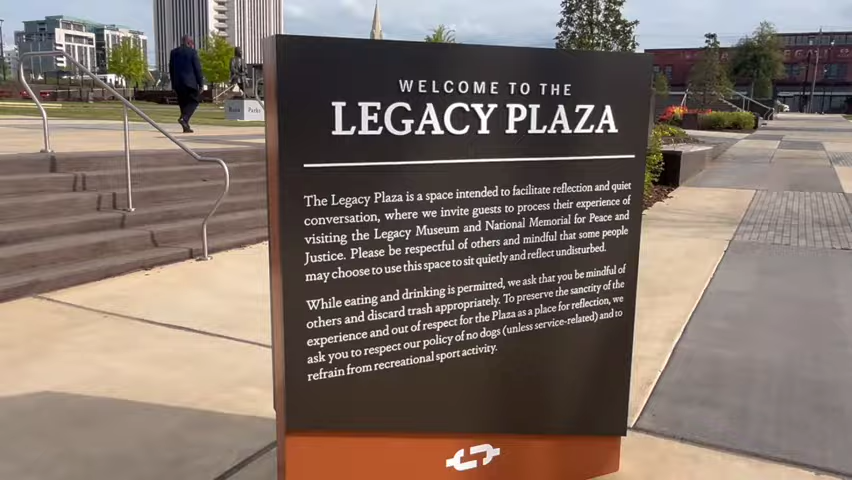 WELCOME TO THE
LEGACY PLAZA
The Legacy Plaza is a space intended to facilitate reflection and quiet
conversation, where we invite guests to process their experience of
visiting the Legacy Museum and National Memorial for Peace and
Justice. Please be respectful of others and mindful that some people
may choose to use this space to sit quietly and reflect undisturbed.
While eating and drinking is permitted, we ask that you be mindful of
others and discard trash appropriately. To preserve the sanctity of the
experience and out of respect for the Plaza as a place for reflection, we
ask you to respect our policy of no dogs (unless service-related) and to
refrain from recreational sport activity.
Parks